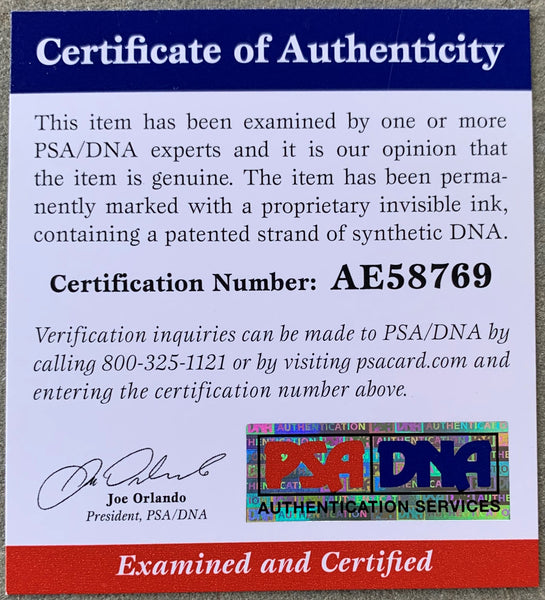 Certificate of Authenticity
This item has been examined by one or more
PSA/DNA experts and it is our opinion that
the item is genuine. The item has been perma-
nently marked with a proprietary invisible ink,
containing a patented strand of synthetic DNA.
Certification Number: AE58769
Verification inquiries can be made to PSA/DNA by
calling 800-325-1121 or by visiting psacard.com and
entering the certification number above.
Joe Orlando
President, PSA/DNA
AUTHENTICATION
PSA DNA
AUTHENTICATION SERVICES
Examined and Certified